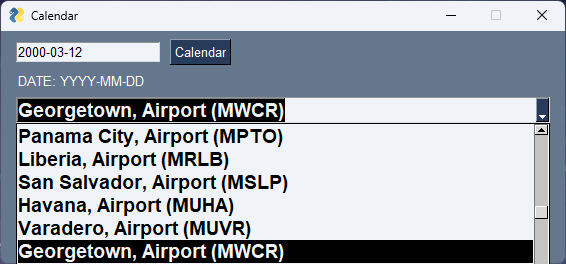 Calendar
2000-03-12 Calendar
DATE: YYYY-MM-DD
Georgetown, Airport (MWCR)
Panama City, Airport (MPTO)
Liberia, Airport (MRLB)
San Salvador, Airport (MSLP)
Havana, Airport (MUHA)
Varadero, Airport (MUVR)
Georgetown, Airport (MWCR)